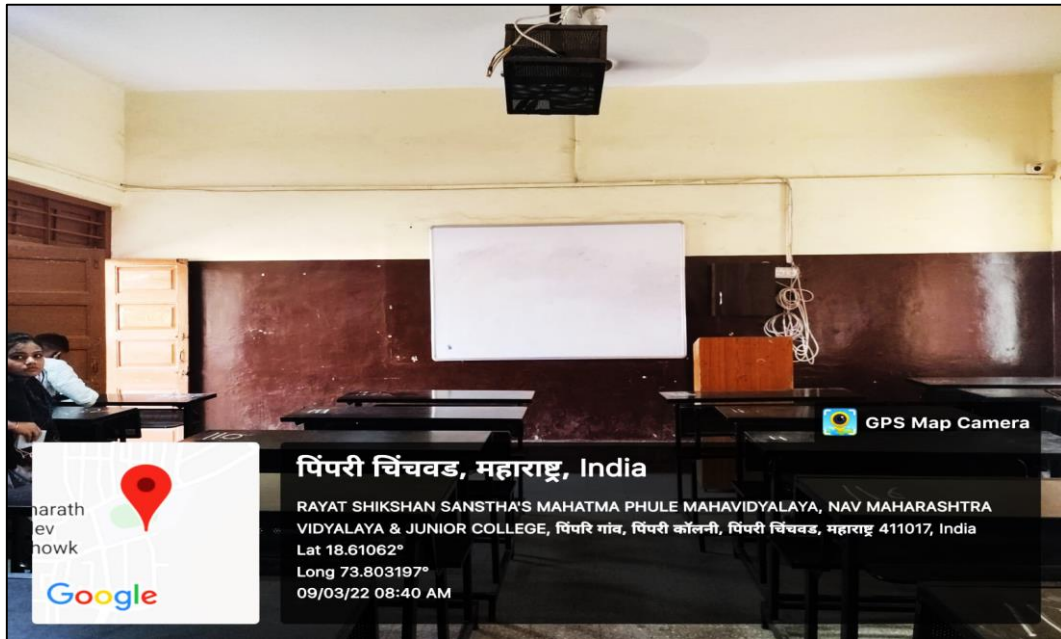 GPS Map Camera
पिंपरी चिंचवड, महाराष्ट्र, India
RAYAT SHIKSHAN SANSTHA'S MAHATMA PHULE MAHAVIDYALAYA, NAV MAHARASHTRA
VIDYALAYA & JUNIOR COLLEGE, पिंपरि गांव, पिंपरी कॉलनी, पिंपरी चिंचवड, महाराष्ट्र 411017, India
Lat 18.61062°
Long 73.803197°
09/03/22 08:40 AM
Google